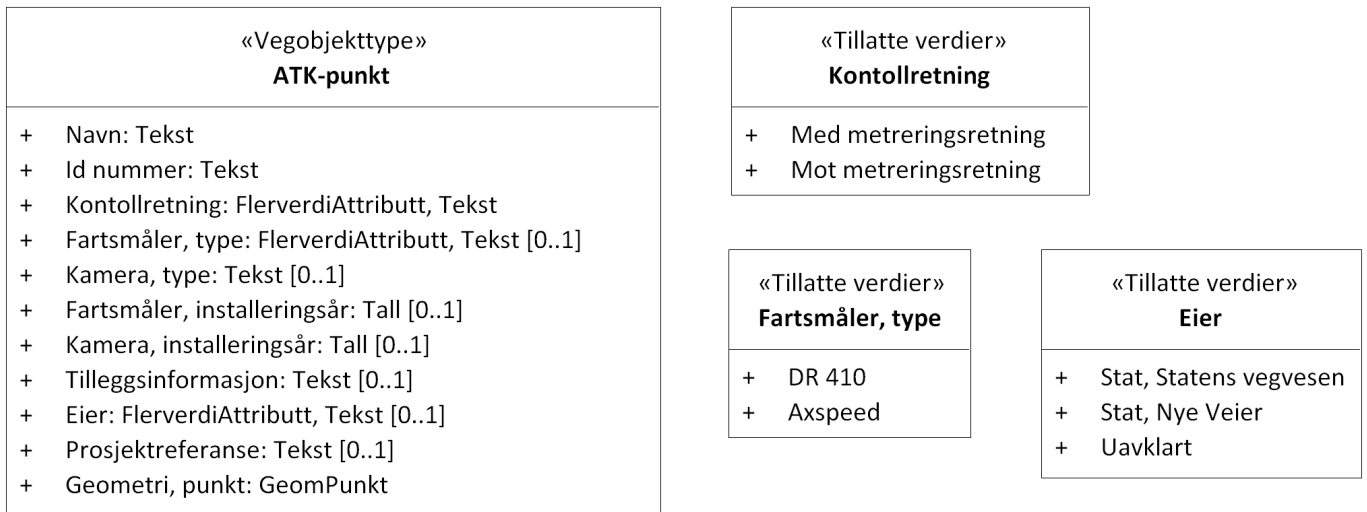 «Vegobjekttype»
ATK-punkt
+ Navn: Tekst
+ Id nummer: Tekst
+ Kontollretning: FlerverdiAttributt, Tekst
+ Fartsmåler, type: FlerverdiAttributt, Tekst [0..1]
+ Kamera, type: Tekst [0..1]
+ Fartsmåler, installeringsår: Tall [0..1]
+ Kamera, installeringsår: Tall [0..1]
+ Tilleggsinformasjon: Tekst [0..1]
+ Eier: FlerverdiAttributt, Tekst [0..1]
+ Prosjektreferanse: Tekst [0..1]
+ Geometri, punkt: GeomPunkt
«Tillatte verdier»
Kontollretning
+ Med metreringsretning
+ Mot metreringsretning
«Tillatte verdier»
Fartsmåler, type
+ DR 410
+ Axspeed
«Tillatte verdier»
Eier
+ Stat, Statens vegvesen
+ Stat, Nye Veier
+ Uavklart